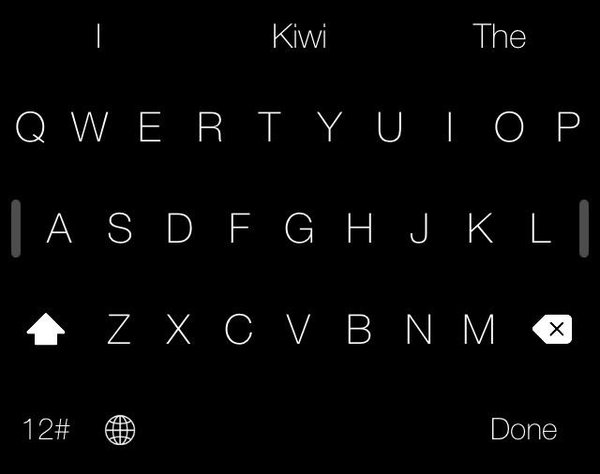 I Kiwi The
Q W E R T Y U I O P
A S D F G H J K L
Z X C V B N M
12# Done